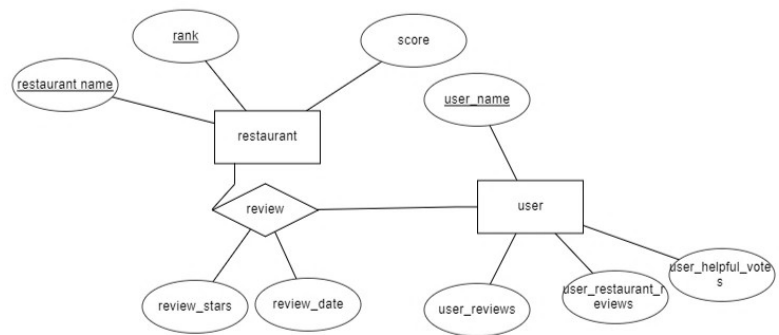 rank
score
restaurant name
user_name
restaurant
review
user
review_stars
review_date
user_reviews
user_restaurant_r
eviews
user_helpful_vote
s